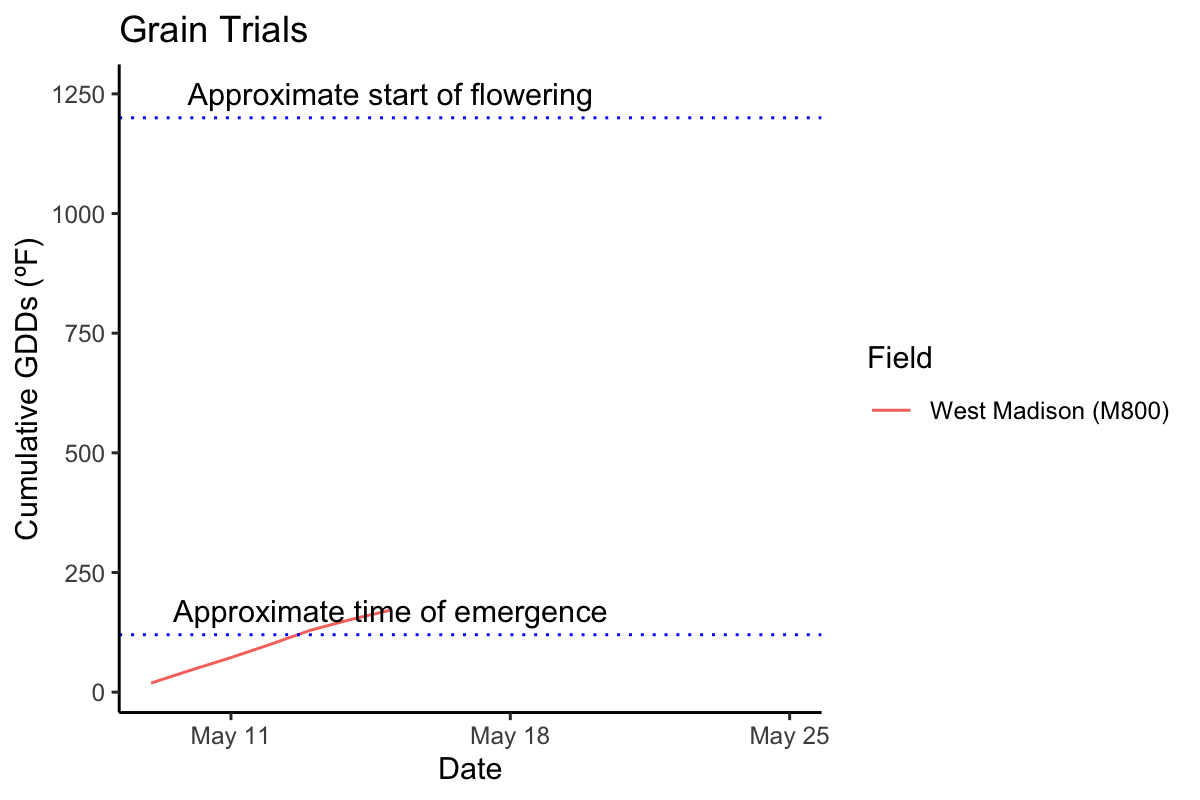 Grain Trials
1250
Approximate start of flowering
1000
750
500
250
Approximate time of emergence
0
Cumulative GDDs (ºF)
May 11
May 18
May 25
Date
Field
West Madison (M800)